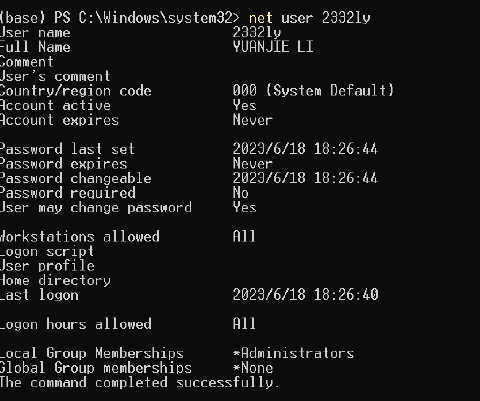 (base) PS C:\Windows\system32> net user 2332ly
User name 2332ly
Full Name YUANJIE LI
Comment
User's comment
Country/region code 000 (System Default)
Account active Yes
Account expires Never
Password last set 2023/6/18 18:26:44
Password expires Never
Password changeable 2023/6/18 18:26:44
Password required No
User may change password Yes
Workstations allowed All
Logon script
User profile
Home directory
Last logon 2023/6/18 18:26:40
Logon hours allowed All
Local Group Memberships *Administrators
Global Group memberships *None
The command completed successfully.